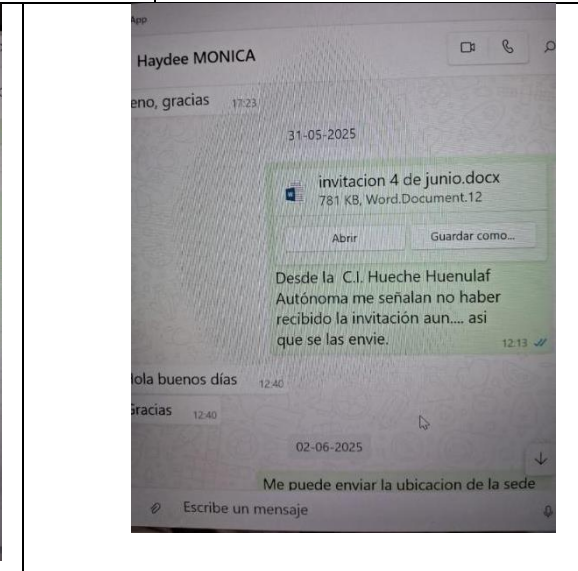 App
Haydee MONICA
eno, gracias 17:23
31-05-2025
invitacion 4 de junio.docx
781 KB, Word.Document.12
Abrir Guardar como...
Desde la C.I. Hueche Huenulaf
Autónoma me señalan no haber
recibido la invitación aun.... asi
que se las envie.
12:13
Iola buenos días 12:40
Gracias 12:40
02-06-2025
Me puede enviar la ubicacion de la sede
Escribe un mensaje